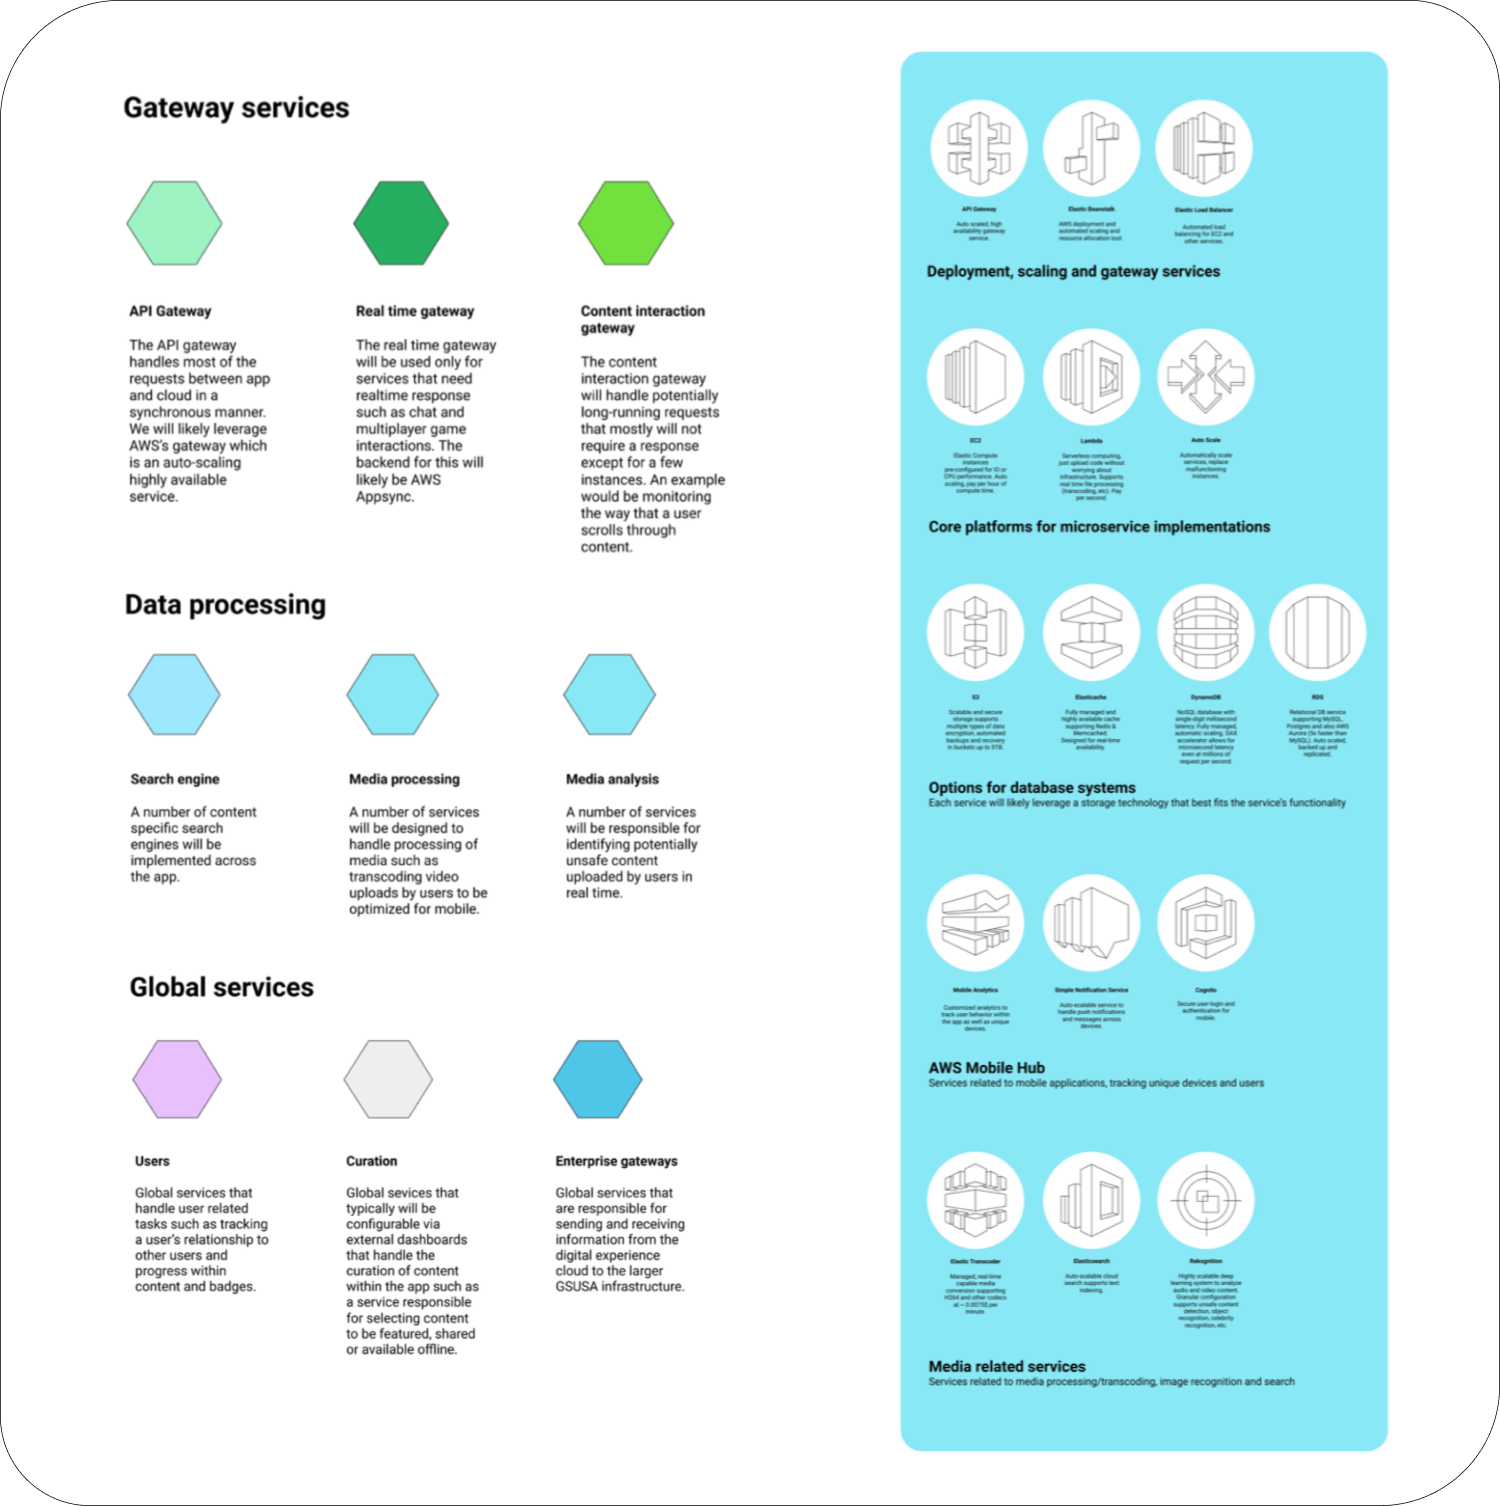 Gateway services
API Gateway
The API gateway
handles most of the
requests between app
and cloud in a
synchronous manner.
We will likely leverage
AWS's gateway which
is an auto-scaling
highly available
service.
Real time gateway
The real time gateway
will be used only for
services that need
realtime response
such as chat and
multiplayer game
interactions. The
backend for this will
likely be AWS
Appsync.
Content interaction
gateway
The content
interaction gateway
will handle potentially
long-running requests
that mostly will not
require a response
except for a few
instances. An example
would be monitoring
the way that a user
scrolls through
content.
Data processing
Search engine
A number of content
specific search
engines will be
implemented across
the app.
Media processing
A number of services
will be designed to
handle processing of
media such as
transcoding video
uploads by users to be
optimized for mobile.
Media analysis
A number of services
will be responsible for
identifying potentially
unsafe content
uploaded by users in
real time.
Global services
Users
Global services that
handle user related
tasks such as tracking
a user's relationship to
other users and
progress within
content and badges.
Curation
Global sevices that
typically will be
configurable via
external dashboards
that handle the
curation of content
within the app such as
a service responsible
for selecting content
to be featured, shared
or available offline.
Enterprise gateways
Global services that
are responsible for
sending and receiving
information from the
digital experience
cloud to the larger
GSUSA infrastructure.
API Gateway
Auto scaled, high
availability gateway
service.
Elastic Beanstalk
AWS deployment and
automated scaling and
resource allocation tool.
Elastic Load Balancer
Automated load
balancing for EC2 and
other services.
Deployment, scaling and gateway services
EC2
Elastic Compute
instances
pre-configured for IO or
CPU performance. Auto
scaling, pay per hour of
compute time.
Lambda
Serverless computing,
just upload code without
worrying about
infrastructure. Supports
real time file processing
(transcoding, etc). Pay
per second.
Auto Scale
Automatically scale
services, replace
malfunctioning
instances.
Core platforms for microservice implementations
S3
Scalable and secure
storage supports
multiple types of data
encryption, automated
backups and recovery
in buckets up to 5TB.
Elasticache
Fully managed and
highly available cache
supporting Redis &
Memcached.
Designed for real-time
availability.
DynamoDB
NoSQL database with
single-digit millisecond
latency. Fully managed,
automatic scaling. DAX
accelerator allows for
microsecond latency
even at millions of
request per second.
RDS
Relational DB service
supporting MySQL,
Postgres and also AWS
Aurora (5x faster than
MySQL). Auto scaled,
backed up and
replicated.
Options for database systems
Each service will likely leverage a storage technology that best fits the service's functionality
Mobile Analytics
Customized analytics to
track user behavior within
the app as well as unique
devices.
Simple Notification Service
Auto-scalable service to
handle push notifications
and messages across
devices.
Cognito
Secure user-login and
authentication for
mobile.
AWS Mobile Hub
Services related to mobile applications, tracking unique devices and users
Elastic Transcoder
Managed, real-time
capable media
conversion supporting
H264 and other codecs
at ~ 0.0075$ per
minute.
Elasticsearch
Auto-scalable cloud
search supports text
indexing.
Rekognition
Highly scalable deep
learning system to analyze
audio and video content.
Granular configuration
supports unsafe content
detection, object
recognition, celebrity
recognition, etc.
Media related services
Services related to media processing/transcoding, image recognition and search